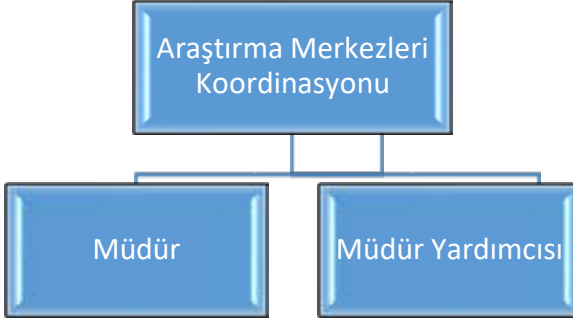 Araştırma Merkezleri
Koordinasyonu
Müdür
Müdür Yardımcısı